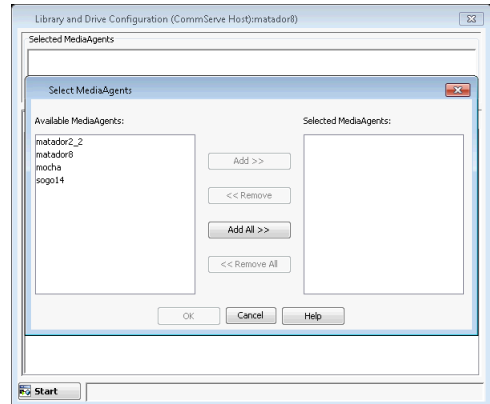 Library and Drive Configuration (CommServe Host):matador8)
Selected MediaAgents
Select MediaAgents
Available MediaAgents:
Selected MediaAgents:
matador2_2
matador8
mocha
sogo14
Add >>
<< Remove
Add All >>
<< Remove All
OK
Cancel
Help
Start